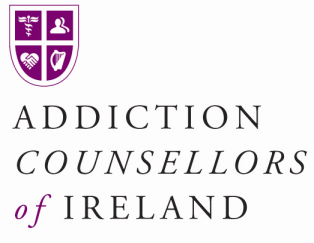 ADDICTION
COUNSELLORS
of IRELAND